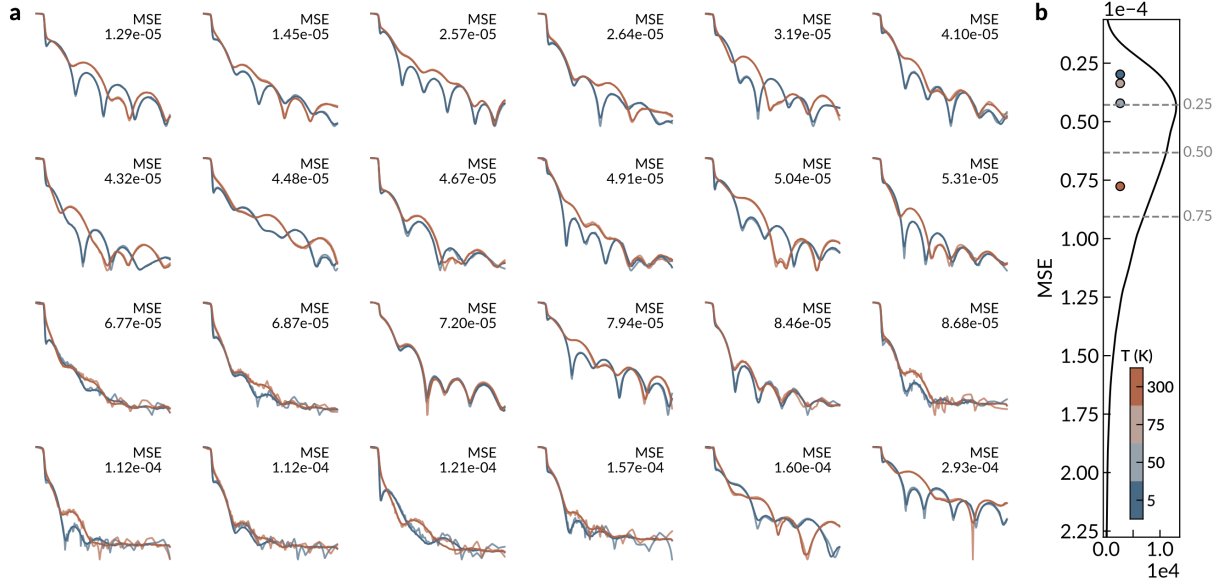 a
MSE
1.29e-05
MSE
1.45e-05
MSE
2.57e-05
MSE
2.64e-05
MSE
3.19e-05
MSE
4.10e-05
MSE
4.32e-05
MSE
4.48e-05
MSE
4.67e-05
MSE
4.91e-05
MSE
5.04e-05
MSE
5.31e-05
MSE
6.77e-05
MSE
6.87e-05
MSE
7.20e-05
MSE
7.94e-05
MSE
8.46e-05
MSE
8.68e-05
MSE
1.12e-04
MSE
1.12e-04
MSE
1.21e-04
MSE
1.57e-04
MSE
1.60e-04
MSE
2.93e-04
b
1e−4
0.25
0.50
0.75
1.00
1.25
1.50
1.75
2.00
2.25
MSE
0.25
0.50
0.75
T (K)
300
75
50
5
0.0
1.0
1e4